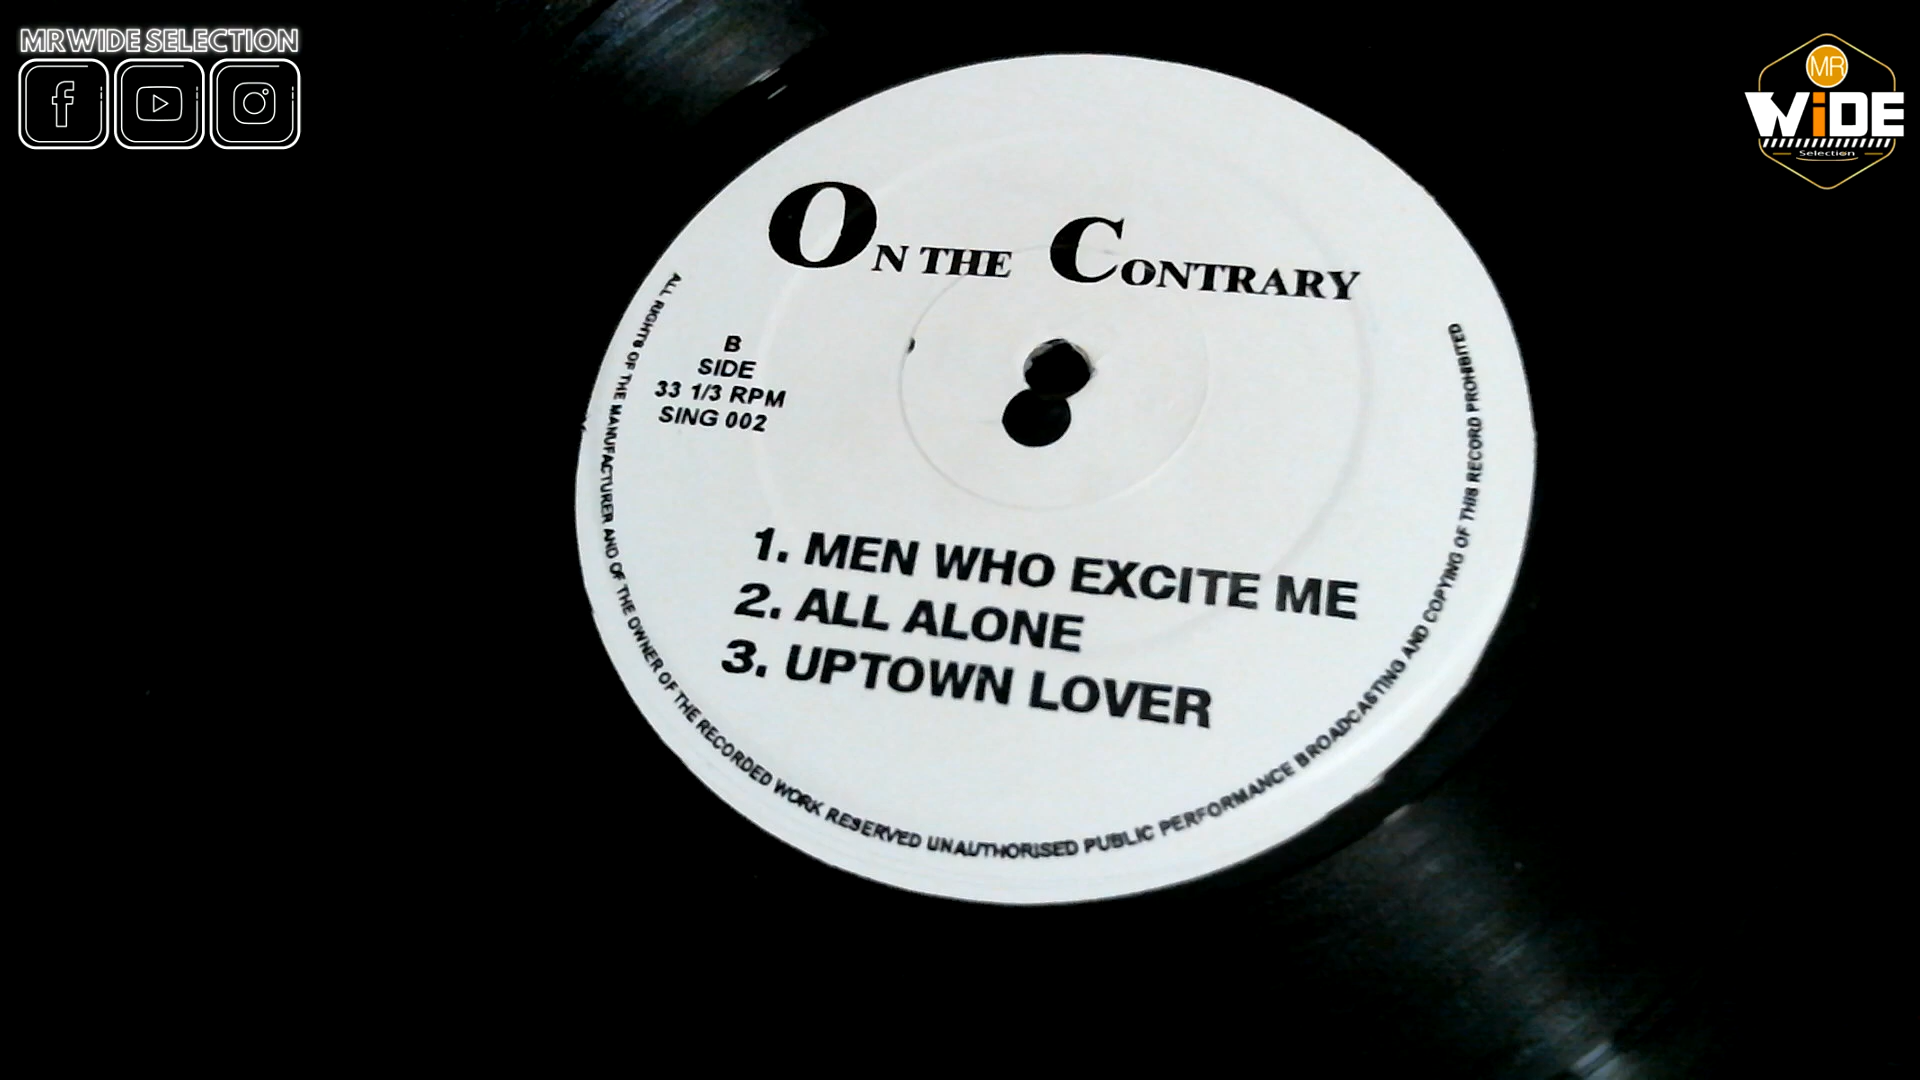 MR WIDE SELECTION
MR
WiDE
Selection
ON THE CONTRARY
B
SIDE
33 1/3 RPM
SING 002
1. MEN WHO EXCITE ME
2. ALL ALONE
3. UPTOWN LOVER
ALL RIGHTS OF THE MANUFACTURER AND OF THE OWNER OF THE RECORDED WORK RESERVED UNAUTHORISED PUBLIC PERFORMANCE BROADCASTING AND COPYING OF THIS RECORD PROHIBITED